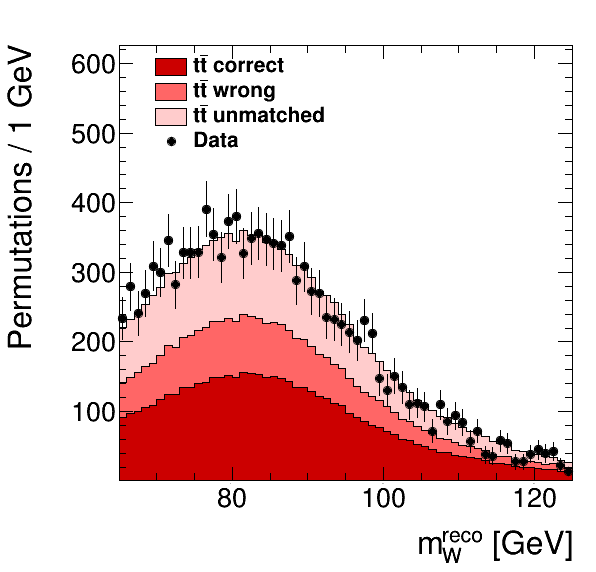 Permutations / 1 GeV
600
500
400
300
200
100
tt̄ correct
tt̄ wrong
tt̄ unmatched
Data
80 100 120
m_W^reco [GeV]